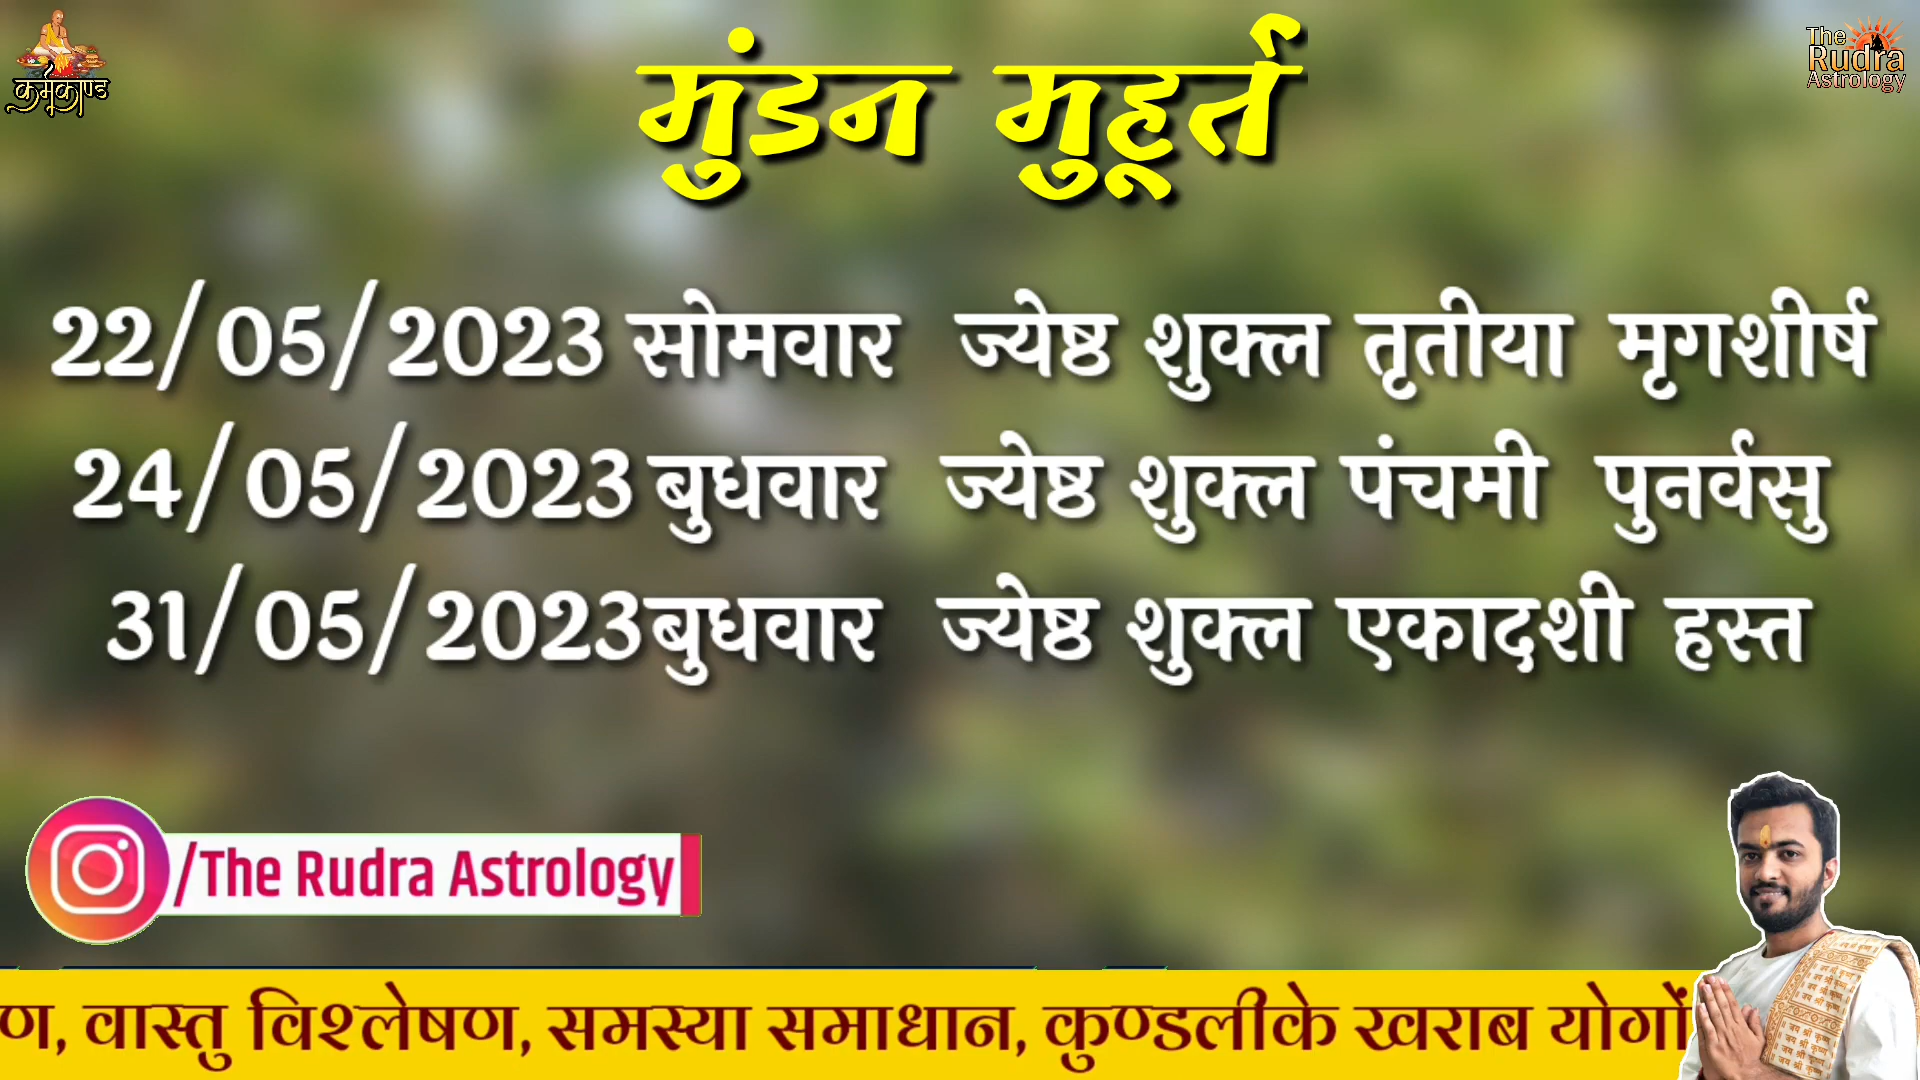 कर्मकाण्ड
The
Rudra
Astrology
मुंडन मुहूर्त
22/05/2023 सोमवार ज्येष्ठ शुक्ल तृतीया मृगशीर्ष
24/05/2023 बुधवार ज्येष्ठ शुक्ल पंचमी पुनर्वसु
31/05/2023बुधवार ज्येष्ठ शुक्ल एकादशी हस्त
/The Rudra Astrology
ण, वास्तु विश्लेषण, समस्या समाधान, कुण्डलीके खराब योगों